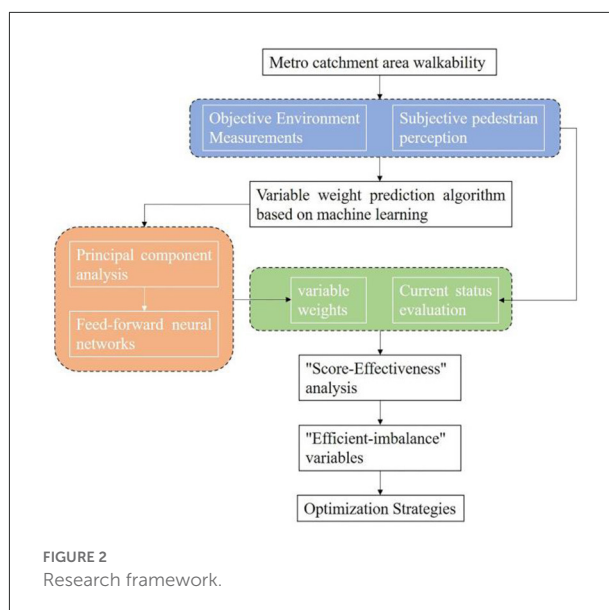 Metro catchment area walkability
Objective Environment
Measurements
Subjective pedestrian
perception
Variable weight prediction algorithm
based on machine learning
Principal component
analysis
Feed-forward neural
networks
variable
weights
Current status
evaluation
"Score-Effectiveness"
analysis
"Efficient-imbalance"
variables
Optimization Strategies
FIGURE 2
Research framework.